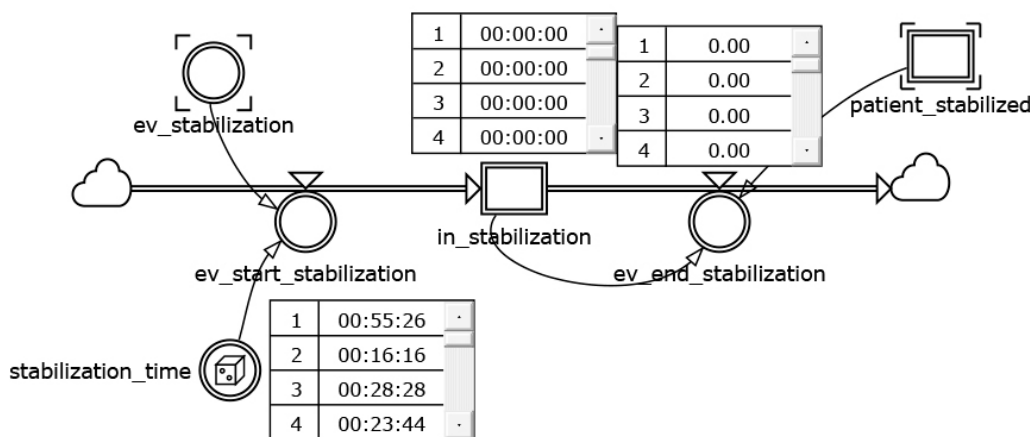 1 00:00:00
2 00:00:00
3 00:00:00
4 00:00:00
1 0.00
2 0.00
3 0.00
4 0.00
patient_stabilized
ev_stabilization
in_stabilization
ev_start_stabilization
ev_end_stabilization
stabilization_time
1 00:55:26
2 00:16:16
3 00:28:28
4 00:23:44